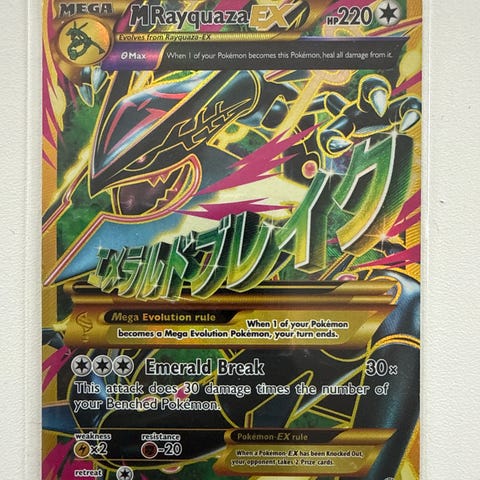 MEGA
M Rayquaza EX HP220
Evolves from Rayquaza-EX
θ Max When 1 of your Pokémon becomes this Pokémon, heal all damage from it.
エメラルドブレイク
Mega Evolution rule
When 1 of your Pokémon
becomes a Mega Evolution Pokémon, your turn ends.
Emerald Break 30×
This attack does 30 damage times the number of
your Benched Pokémon.
weakness resistance
×2 -20
Pokémon-EX rule
When a Pokémon-EX has been Knocked Out,
your opponent takes 2 Prize cards.
retreat